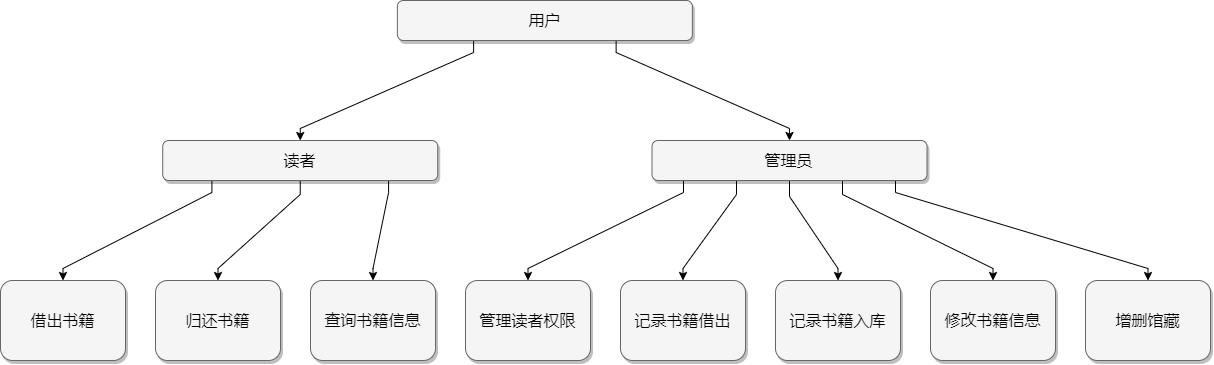 用户
读者
管理员
借出书籍
归还书籍
查询书籍信息
管理读者权限
记录书籍借出
记录书籍入库
修改书籍信息
增删馆藏